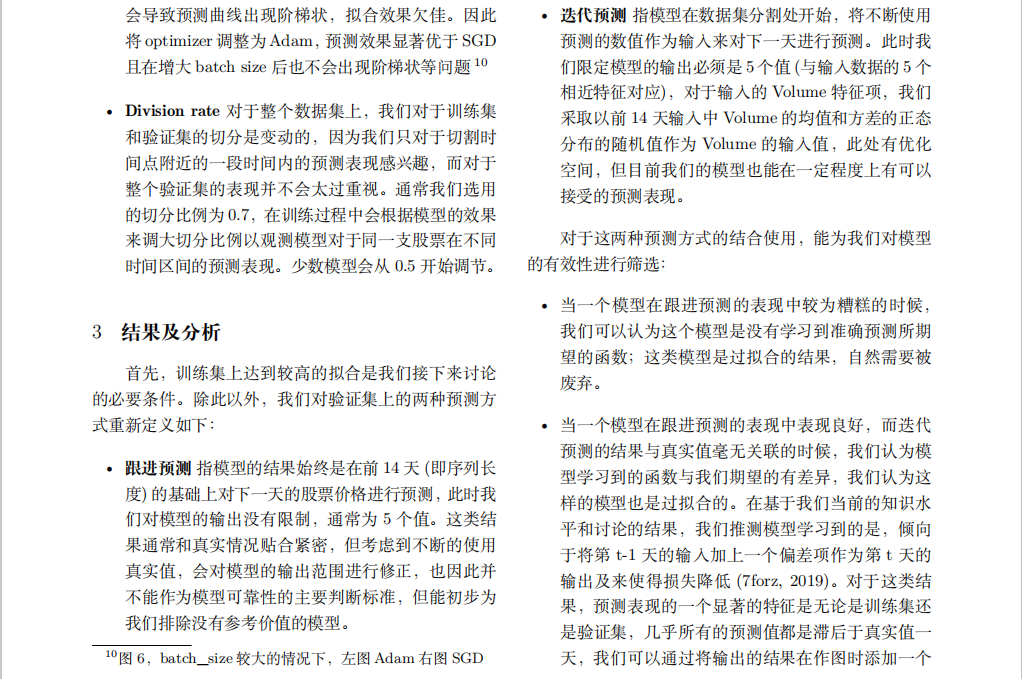 会导致预测曲线出现阶梯状，拟合效果欠佳。因此
将 optimizer 调整为 Adam，预测效果显著优于 SGD
且在增大 batch size 后也不会出现阶梯状等问题 10
• Division rate 对于整个数据集上，我们对于训练集
和验证集的切分是变动的，因为我们只对于切割时
间点附近的一段时间内的预测表现感兴趣，而对于
整个验证集的表现并不会太过重视。通常我们选用
的切分比例为 0.7，在训练过程中会根据模型的效果
来调大切分比例以观测模型对于同一支股票在不同
时间区间的预测表现。少数模型会从 0.5 开始调节。
3 结果及分析
首先，训练集上达到较高的拟合是我们接下来讨论
的必要条件。除此以外，我们对验证集上的两种预测方
式重新定义如下：
• 跟进预测 指模型的结果始终是在前 14 天 (即序列长
度) 的基础上对下一天的股票价格进行预测，此时我
们对模型的输出没有限制，通常为 5 个值。这类结
果通常和真实情况贴合紧密，但考虑到不断的使用
真实值，会对模型的输出范围进行修正，也因此并
不能作为模型可靠性的主要判断标准，但能初步为
我们排除没有参考价值的模型。
10图 6，batch_size 较大的情况下，左图 Adam 右图 SGD
• 迭代预测 指模型在数据集分割处开始，将不断使用
预测的数值作为输入来对下一天进行预测。此时我
们限定模型的输出必须是 5 个值 (与输入数据的 5 个
相近特征对应)，对于输入的 Volume 特征项，我们
采取以前 14 天输入中 Volume 的均值和方差的正态
分布的随机值作为 Volume 的输入值，此处有优化
空间，但目前我们的模型也能在一定程度上有可以
接受的预测表现。
对于这两种预测方式的结合使用，能为我们对模型
的有效性进行筛选：
• 当一个模型在跟进预测的表现中较为糟糕的时候，
我们可以认为这个模型是没有学习到准确预测所期
望的函数；这类模型是过拟合的结果，自然需要被
废弃。
• 当一个模型在跟进预测的表现中表现良好，而迭代
预测的结果与真实值毫无关联的时候，我们认为模
型学习到的函数与我们期望的有差异，我们认为这
样的模型也是过拟合的。在基于我们当前的知识水
平和讨论的结果，我们推测模型学习到的是，倾向
于将第 t-1 天的输入加上一个偏差项作为第 t 天的
输出及来使得损失降低 (7forz, 2019)。对于这类结
果，预测表现的一个显著的特征是无论是训练集还
是验证集，几乎所有的预测值都是滞后于真实值一
天，我们可以通过将输出的结果在作图时添加一个